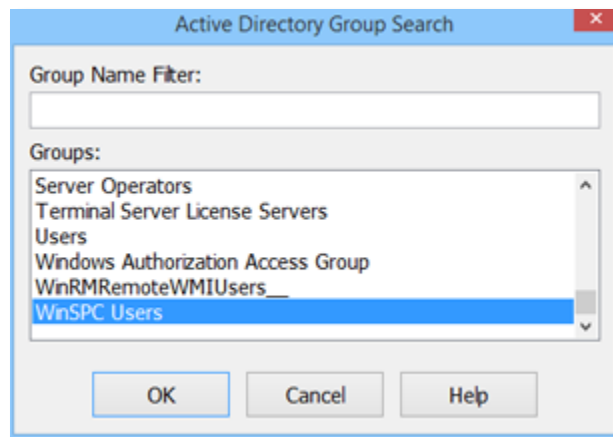 Active Directory Group Search
Group Name Filter:
Groups:
Server Operators
Terminal Server License Servers
Users
Windows Authorization Access Group
WinRMRemoteWMIUsers__
WinSPC Users
OK
Cancel
Help